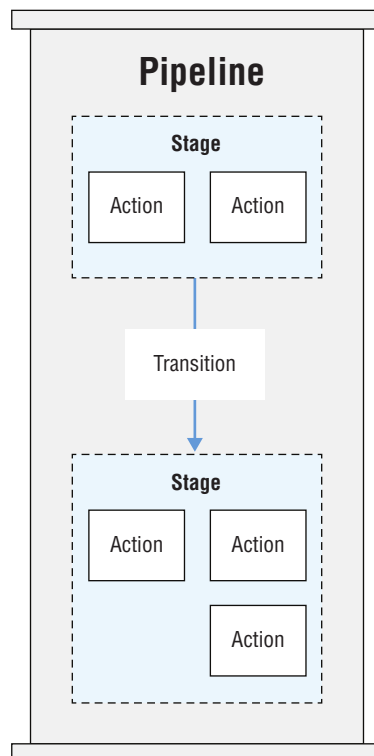 Pipeline
Stage
Action Action
Transition
Stage
Action Action
Action